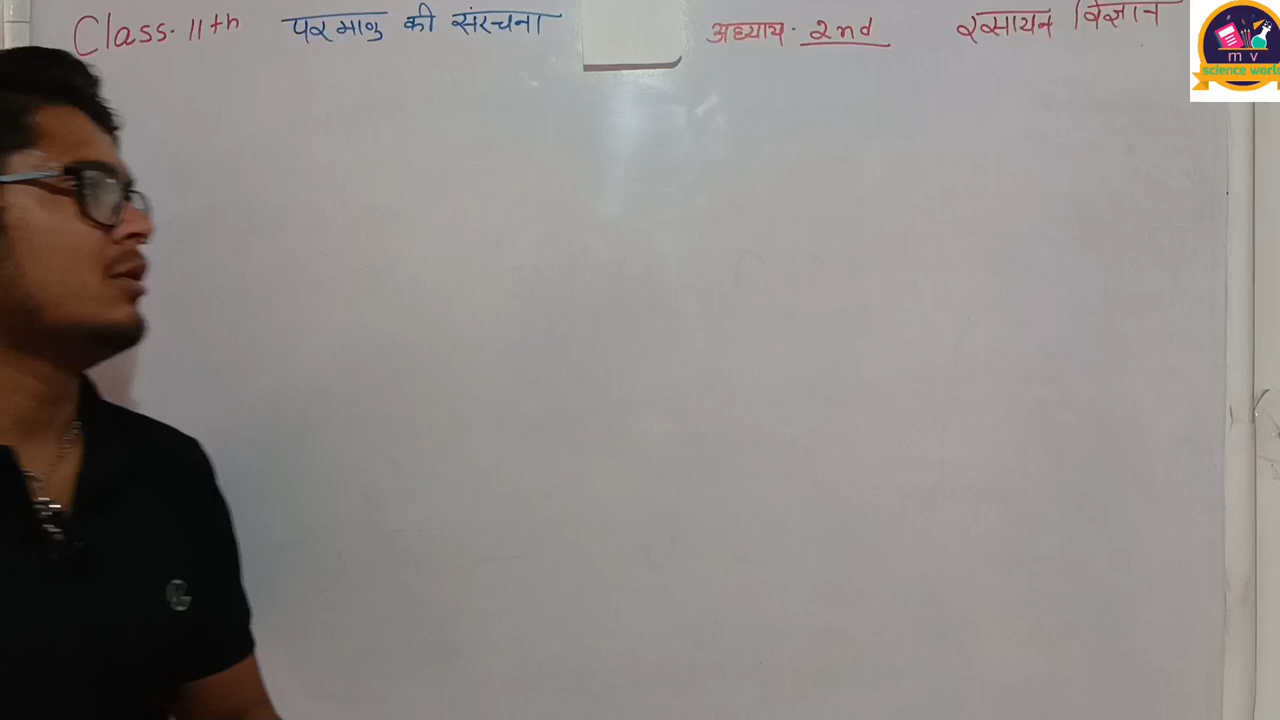 Class. 11th परमाणु की संरचना अध्याय. 2nd रसायन विज्ञान
m v
science world